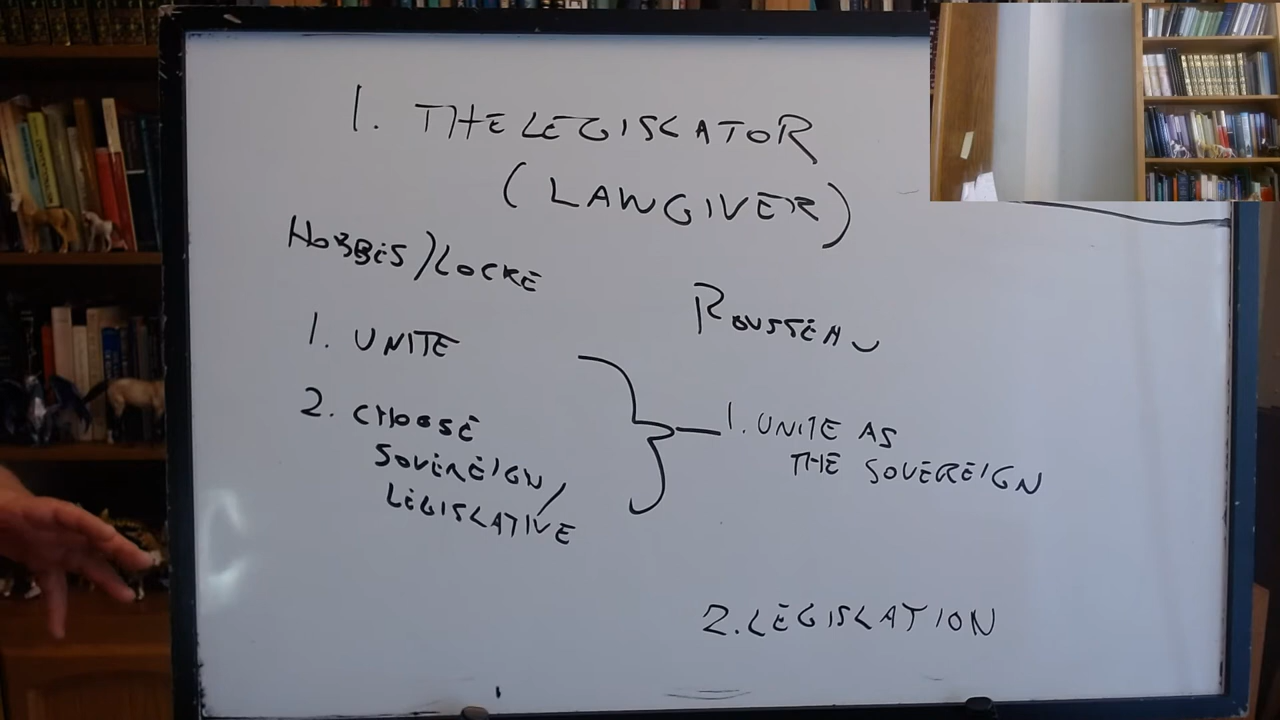 1. THE LEGISLATOR
(LAWGIVER)
HOBBES/LOCKE
1. UNITE
2. CHOOSE
SOVEREIGN/
LEGISLATIVE
ROUSSEAU
1. UNITE AS
THE SOVEREIGN
2. LEGISLATION